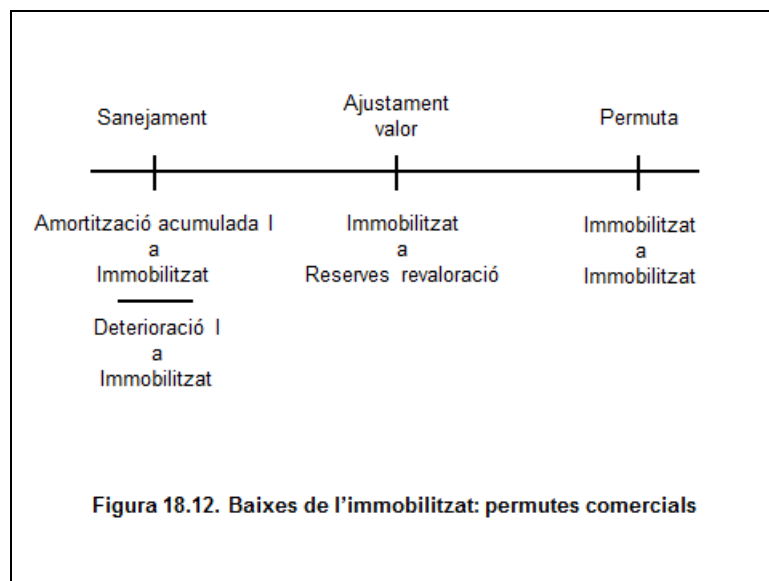 Sanejament
Ajustament
valor
Permuta
Amortització acumulada I
a
Immobilitzat
Deterioració I
a
Immobilitzat
Immobilitzat
a
Reserves revaloració
Immobilitzat
a
Immobilitzat
Figura 18.12. Baixes de l'immobilitzat: permutes comercials